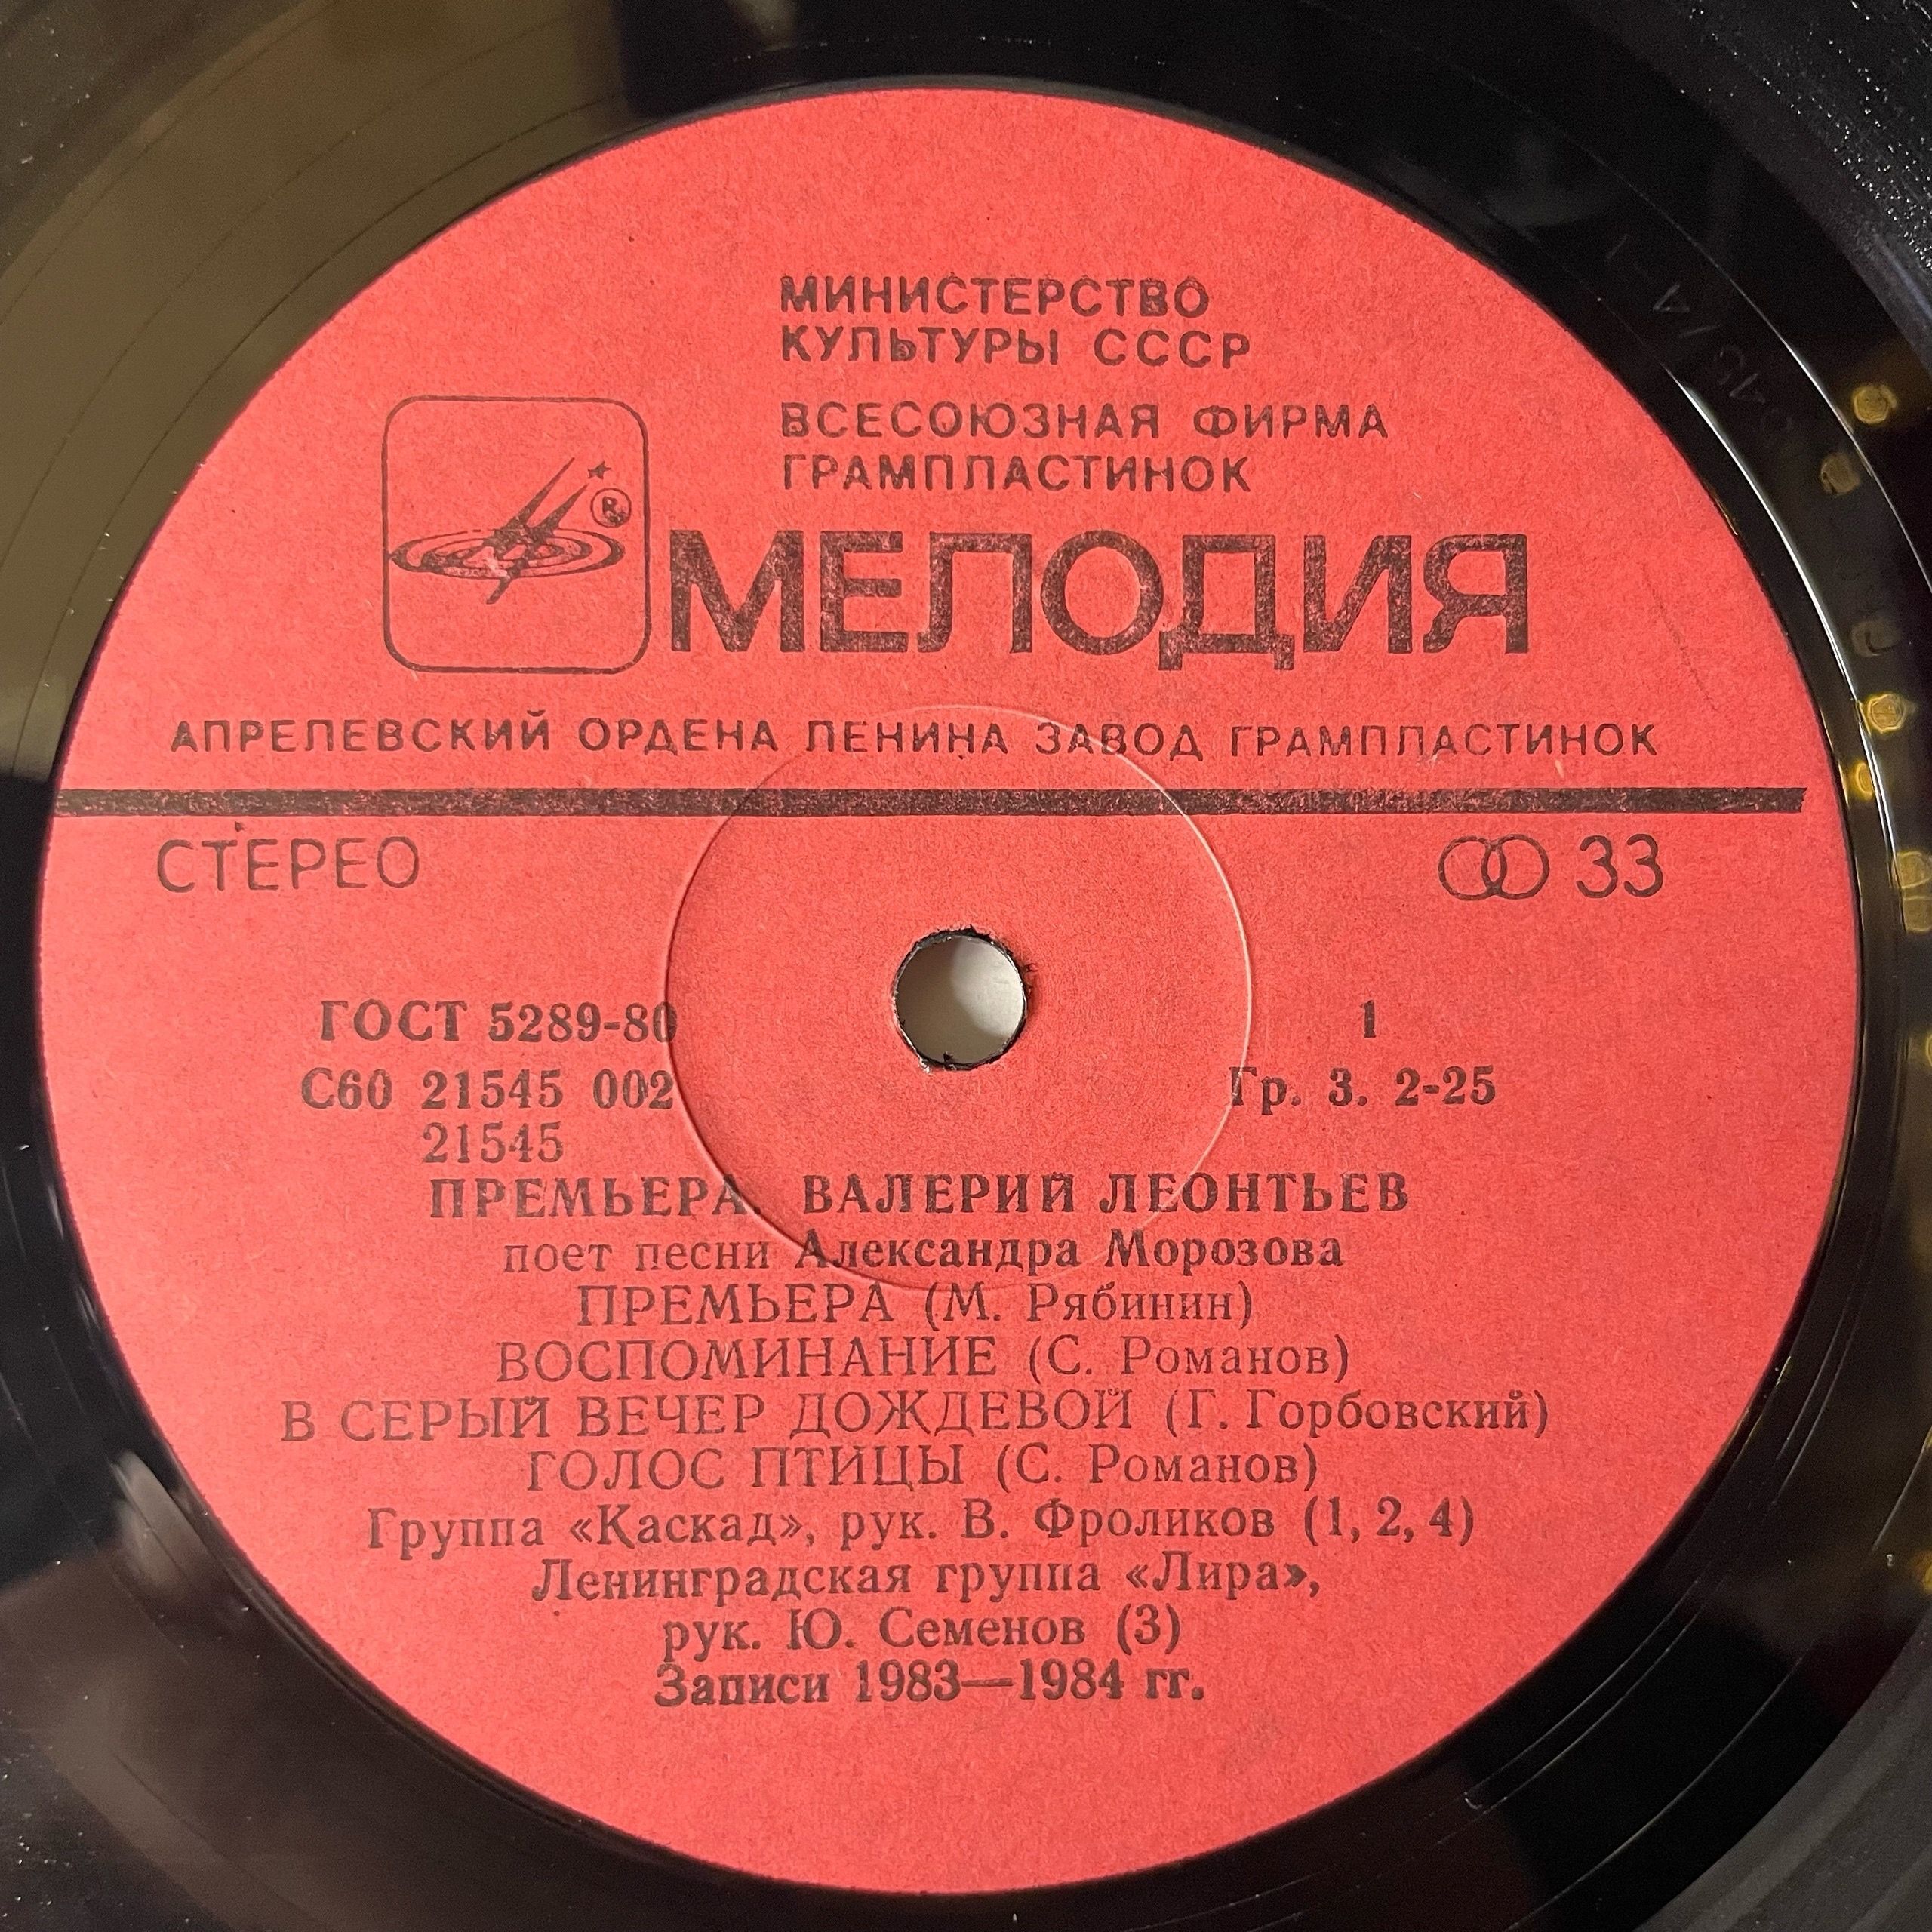 МИНИСТЕРСТВО
КУЛЬТУРЫ СССР
ВСЕСОЮЗНАЯ ФИРМА
ГРАМПЛАСТИНОК
МЕЛОДИЯ
АПРЕЛЕВСКИЙ ОРДЕНА ЛЕНИНА ЗАВОД ГРАМПЛАСТИНОК
СТЕРЕО 33
ГОСТ 5289-80 1
С60 21545 002 Гр. 3. 2-25
21545
ПРЕМЬЕРА ВАЛЕРИЙ ЛЕОНТЬЕВ
поет песни Александра Морозова
ПРЕМЬЕРА (М. Рябинин)
ВОСПОМИНАНИЕ (С. Романов)
В СЕРЫЙ ВЕЧЕР ДОЖДЕВОЙ (Г. Горбовский)
ГОЛОС ПТИЦЫ (С. Романов)
Группа «Каскад», рук. В. Фроликов (1, 2, 4)
Ленинградская группа «Лира»,
рук. Ю. Семенов (3)
Записи 1983—1984 гг.